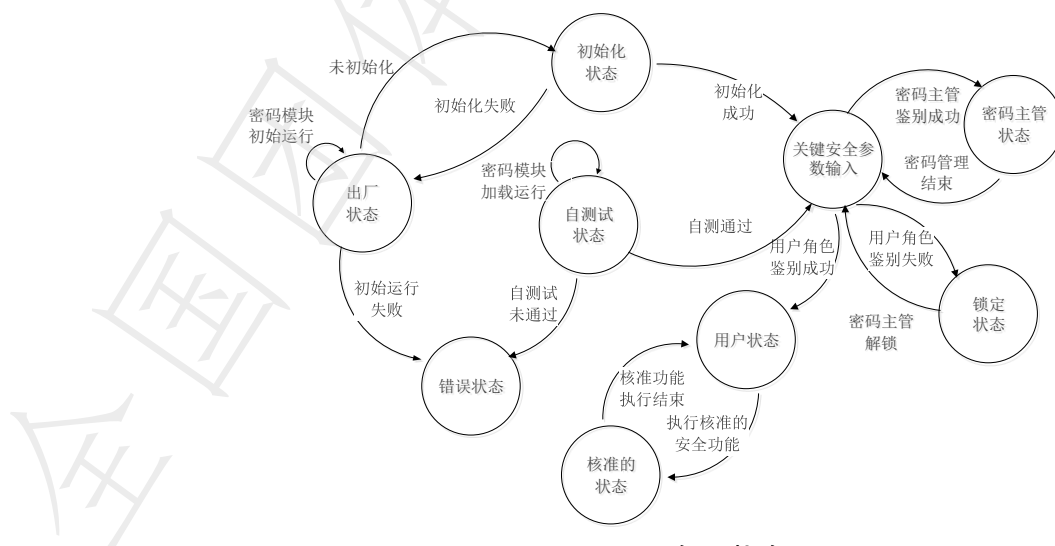 初始化
状态
未初始化
初始化失败
初始化
成功
密码主管
鉴别成功
密码主管
状态
密码模块
初始运行
关键安全参
数输入
密码管理
结束
密码模块
加载运行
出厂
状态
自测试
状态
自测通过
用户角色
鉴别成功
用户角色
鉴别失败
初始运行
失败
自测试
未通过
锁定
状态
密码主管
解锁
用户状态
错误状态
核准功能
执行结束
执行核准的
安全功能
核准的
状态
全国